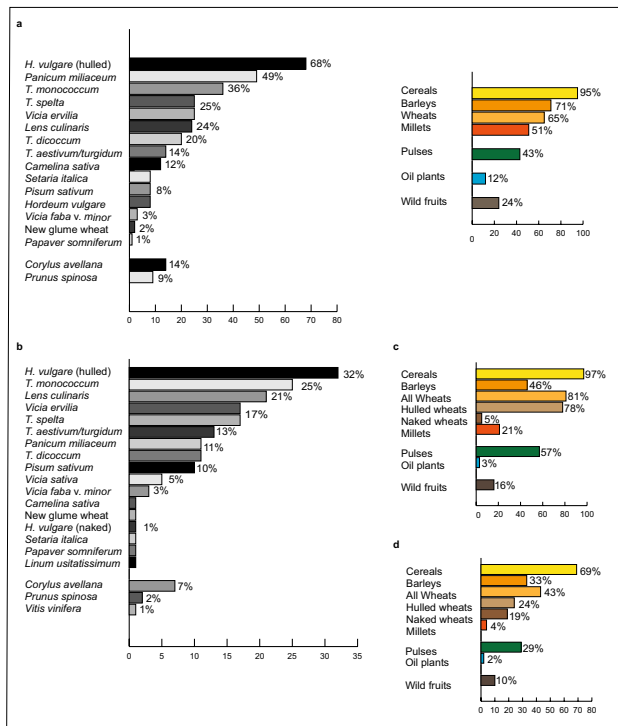 a
H. vulgare (hulled) 68%
Panicum miliaceum 49%
T. monococcum 36%
T. spelta
Vicia ervilia 25%
Lens culinaris 24%
T. dicoccum 20%
T. aestivum/turgidum 14%
Camelina sativa 12%
Setaria italica
Pisum sativum 8%
Hordeum vulgare
Vicia faba v. minor 3%
New glume wheat 2%
Papaver somniferum 1%
Corylus avellana 14%
Prunus spinosa 9%
0 10 20 30 40 50 60 70 80
Cereals 95%
Barleys 71%
Wheats 65%
Millets 51%
Pulses 43%
Oil plants 12%
Wild fruits 24%
0 20 40 60 80 100
b
H. vulgare (hulled) 32%
T. monococcum 25%
Lens culinaris 21%
Vicia ervilia
T. spelta 17%
T. aestivum/turgidum 13%
Panicum miliaceum
T. dicoccum 11%
Pisum sativum 10%
Vicia sativa 5%
Vicia faba v. minor 3%
Camelina sativa
New glume wheat
H. vulgare (naked) 1%
Setaria italica
Papaver somniferum
Linum usitatissimum
Corylus avellana 7%
Prunus spinosa 2%
Vitis vinifera 1%
0 5 10 15 20 25 30 35
c
Cereals 97%
Barleys 46%
All Wheats 81%
Hulled wheats 78%
Naked wheats 5%
Millets 21%
Pulses 57%
Oil plants 3%
Wild fruits 16%
0 20 40 60 80 100
d
Cereals 69%
Barleys 33%
All Wheats 43%
Hulled wheats 24%
Naked wheats 19%
Millets 4%
Pulses 29%
Oil plants 2%
Wild fruits 10%
0 10 20 30 40 50 60 70 80